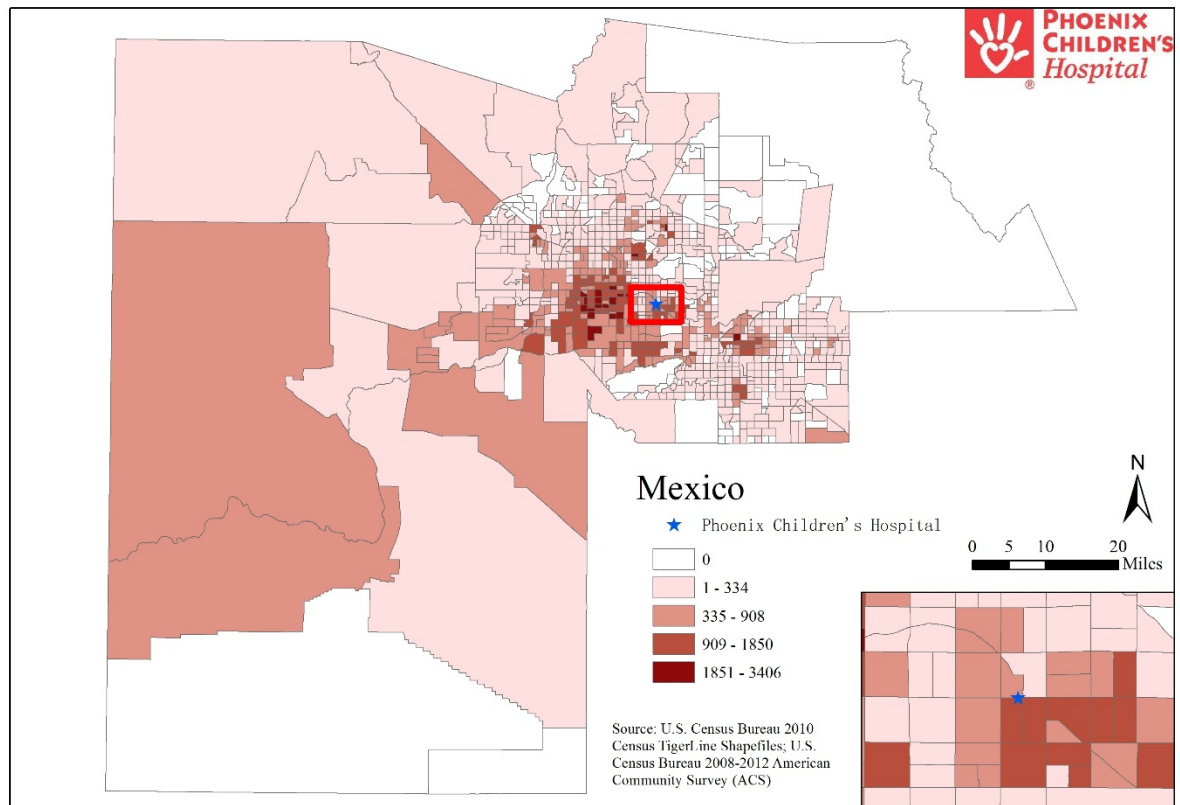 PHOENIX
CHILDREN'S
Hospital
®
Mexico
Phoenix Children's Hospital
0
1 - 334
335 - 908
909 - 1850
1851 - 3406
N
0 5 10 20
Miles
Source: U.S. Census Bureau 2010
Census TigerLine Shapefiles; U.S.
Census Bureau 2008-2012 American
Community Survey (ACS)